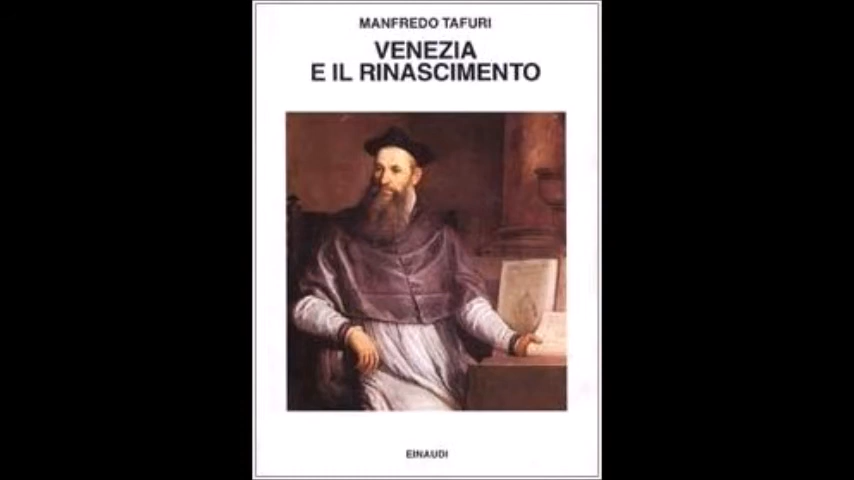 MANFREDO TAFURI
VENEZIA
E IL RINASCIMENTO
EINAUDI